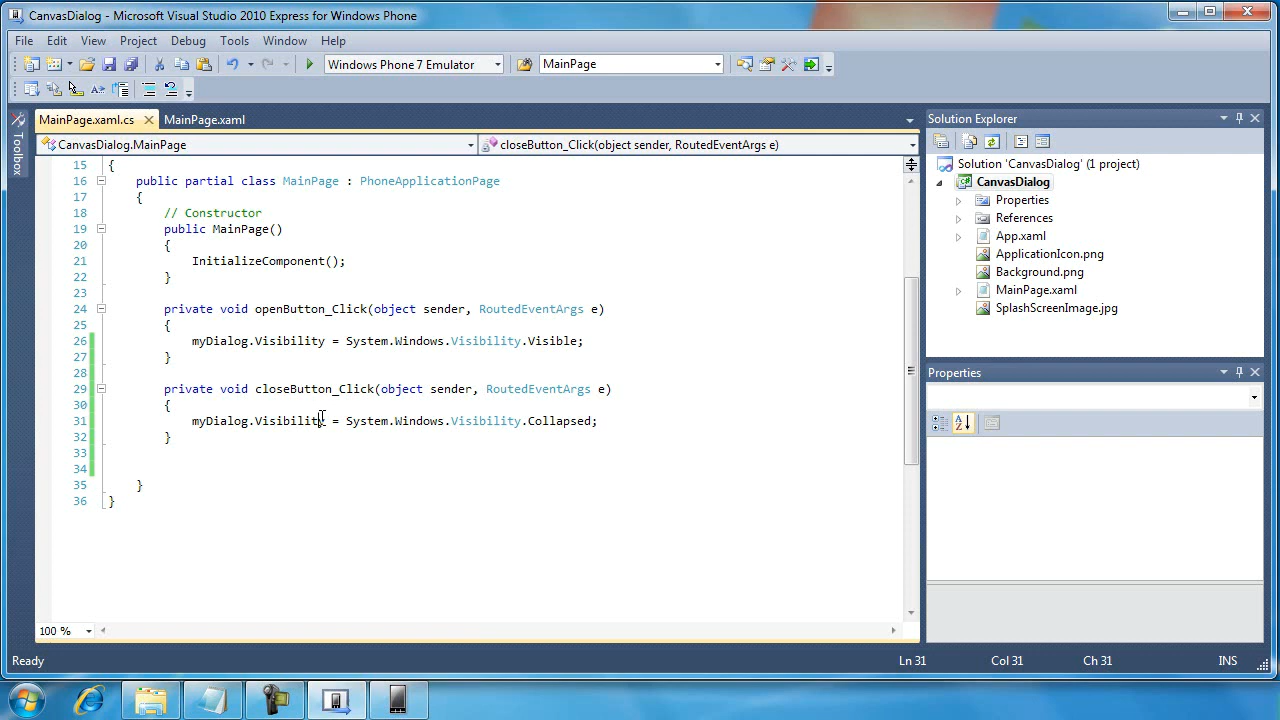 CanvasDialog - Microsoft Visual Studio 2010 Express for Windows Phone
File Edit View Project Debug Tools Window Help
Windows Phone 7 Emulator MainPage
Toolbox
MainPage.xaml.cs MainPage.xaml
CanvasDialog.MainPage closeButton_Click(object sender, RoutedEventArgs e)
15 {
16 public partial class MainPage : PhoneApplicationPage
17 {
18 // Constructor
19 public MainPage()
20 {
21 InitializeComponent();
22 }
23
24 private void openButton_Click(object sender, RoutedEventArgs e)
25 {
26 myDialog.Visibility = System.Windows.Visibility.Visible;
27 }
28
29 private void closeButton_Click(object sender, RoutedEventArgs e)
30 {
31 myDialog.Visibility = System.Windows.Visibility.Collapsed;
32 }
33
34
35 }
36 }
100 %
Solution Explorer
Solution 'CanvasDialog' (1 project)
CanvasDialog
Properties
References
App.xaml
ApplicationIcon.png
Background.png
MainPage.xaml
SplashScreenImage.jpg
Properties
Ready Ln 31 Col 31 Ch 31 INS